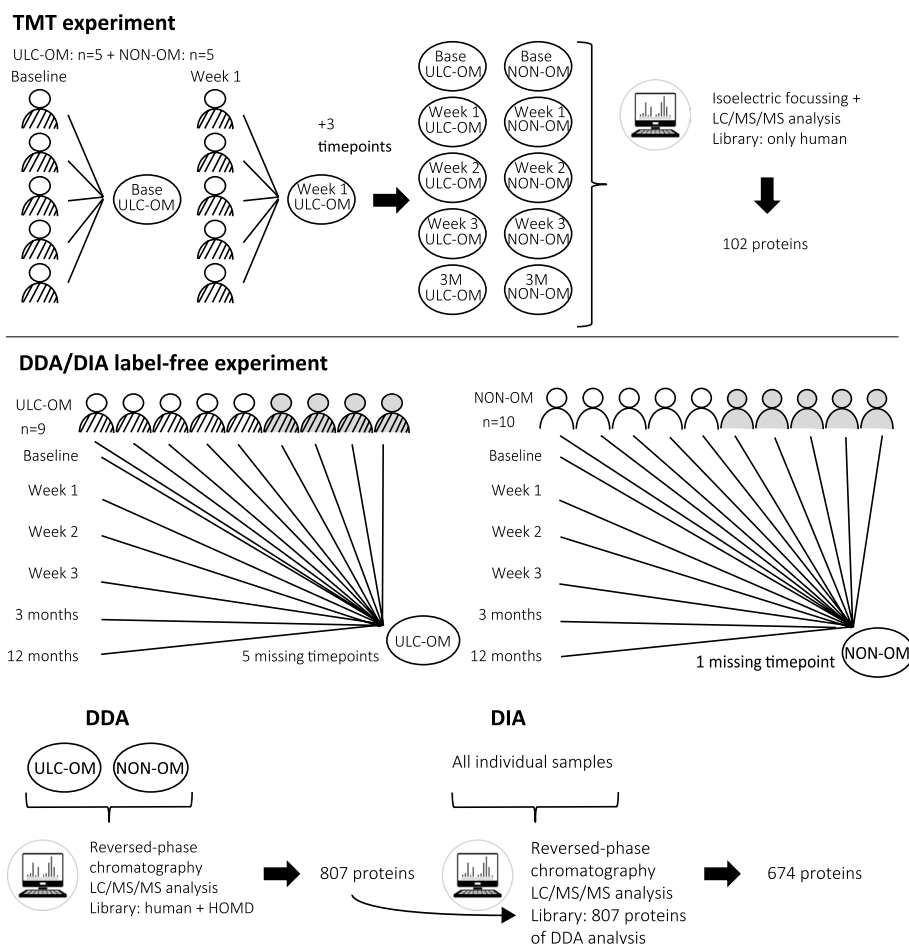 TMT experiment
ULC-OM: n=5 + NON-OM: n=5
Baseline
Week 1
+3
timepoints
Base
ULC-OM
Week 1
ULC-OM
Base
ULC-OM
Base
NON-OM
Week 1
ULC-OM
Week 1
NON-OM
Week 2
ULC-OM
Week 2
NON-OM
Week 3
ULC-OM
Week 3
NON-OM
3M
ULC-OM
3M
NON-OM
Isoelectric focussing +
LC/MS/MS analysis
Library: only human
102 proteins
DDA/DIA label-free experiment
ULC-OM
n=9
Baseline
Week 1
Week 2
Week 3
3 months
12 months
5 missing timepoints
ULC-OM
NON-OM
n=10
Baseline
Week 1
Week 2
Week 3
3 months
12 months
1 missing timepoint
NON-OM
DDA
ULC-OM
NON-OM
Reversed-phase
chromatography
LC/MS/MS analysis
Library: human + HOMD
807 proteins
DIA
All individual samples
Reversed-phase
chromatography
LC/MS/MS analysis
Library: 807 proteins
of DDA analysis
674 proteins